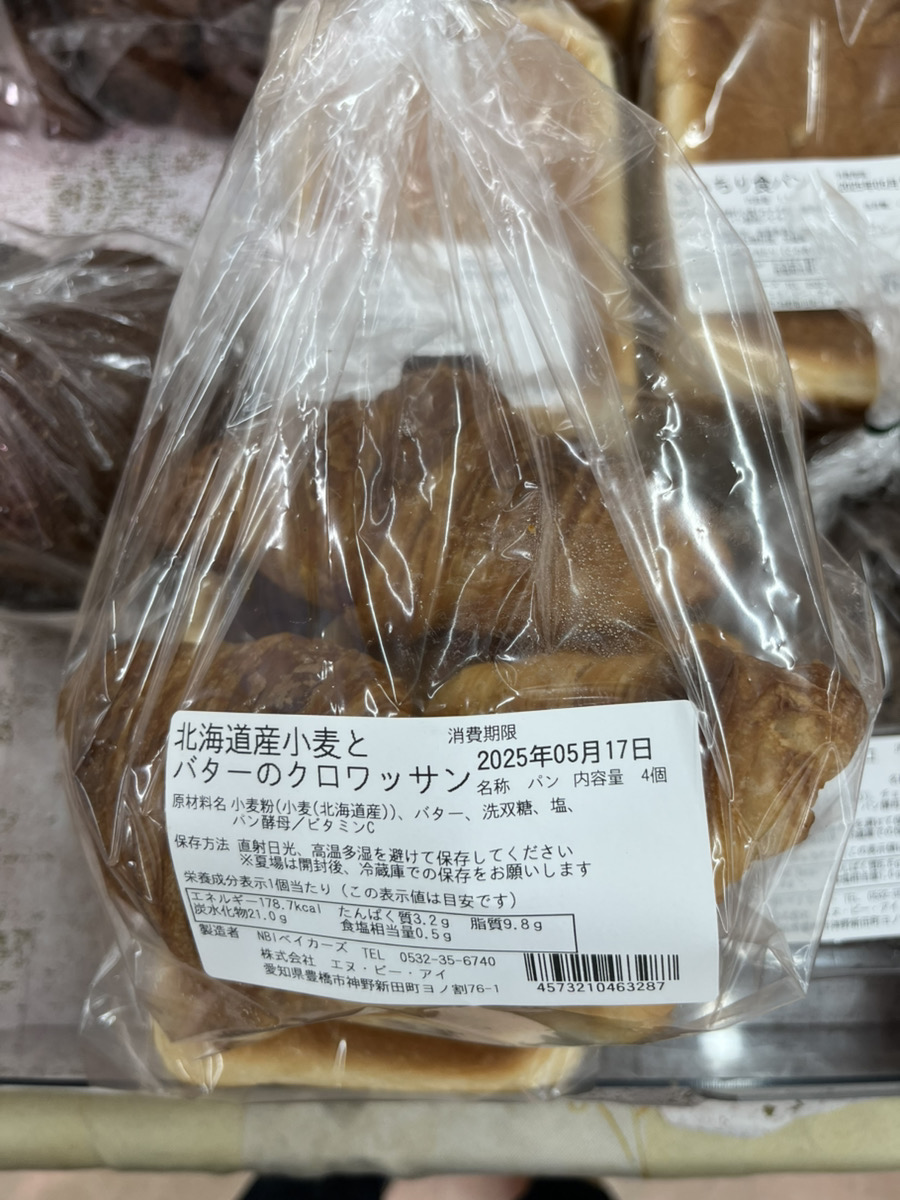 り食パン
北海道産小麦と
バターのクロワッサン
消費期限
2025年05月17日
名称 パン 内容量 4個
原材料名 小麦粉(小麦(北海道産))、バター、洗双糖、塩、
パン酵母/ビタミンC
保存方法 直射日光、高温多湿を避けて保存してください
※夏場は開封後、冷蔵庫での保存をお願いします
栄養成分表示1個当たり(この表示値は目安です)
エネルギー178.7kcal たんぱく質3.2g 脂質9.8g
炭水化物21.0g 食塩相当量0.5g
製造者 NBIベイカーズ TEL 0532-35-6740
株式会社 エヌ・ビー・アイ
愛知県豊橋市神野新田町ヨノ割76-1
4573210463287